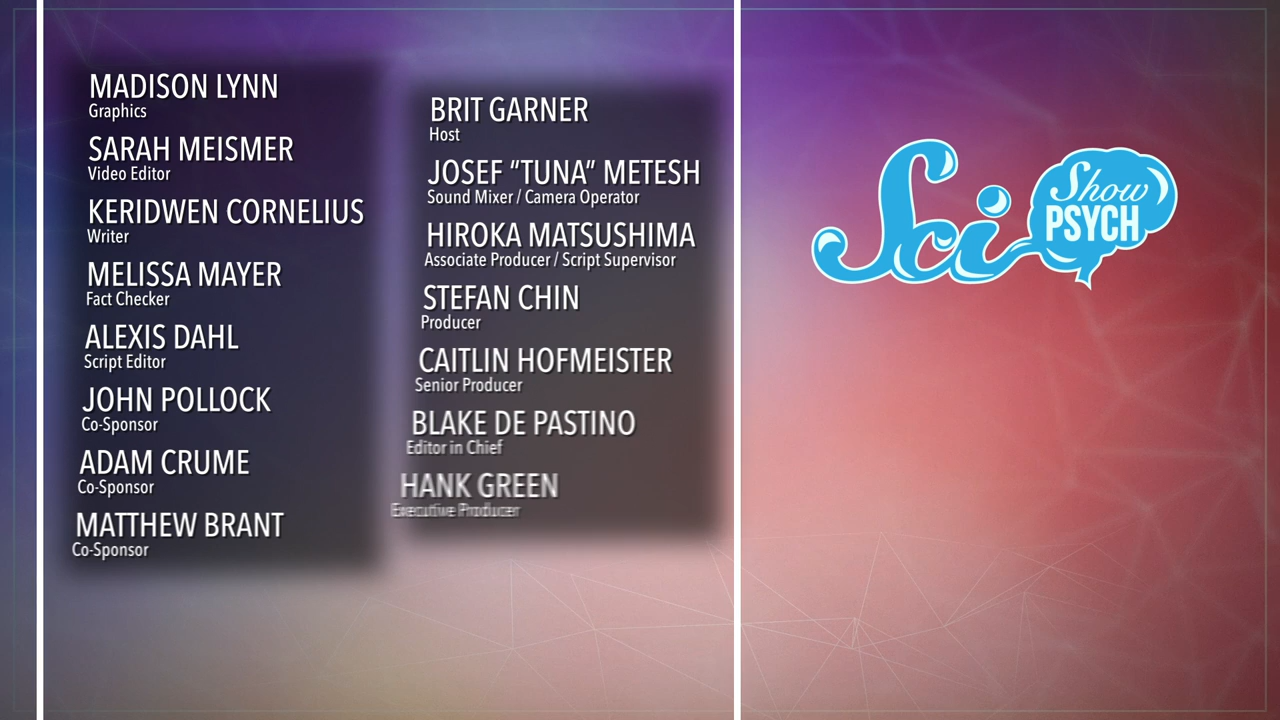 MADISON LYNN
Graphics
SARAH MEISMER
Video Editor
KERIDWEN CORNELIUS
Writer
MELISSA MAYER
Fact Checker
ALEXIS DAHL
Script Editor
JOHN POLLOCK
Co-Sponsor
ADAM CRUME
Co-Sponsor
MATTHEW BRANT
Co-Sponsor
BRIT GARNER
Host
JOSEF “TUNA” METESH
Sound Mixer / Camera Operator
HIROKA MATSUSHIMA
Associate Producer / Script Supervisor
STEFAN CHIN
Producer
CAITLIN HOFMEISTER
Senior Producer
BLAKE DE PASTINO
Editor in Chief
HANK GREEN
Executive Producer
Sci Show
PSYCH